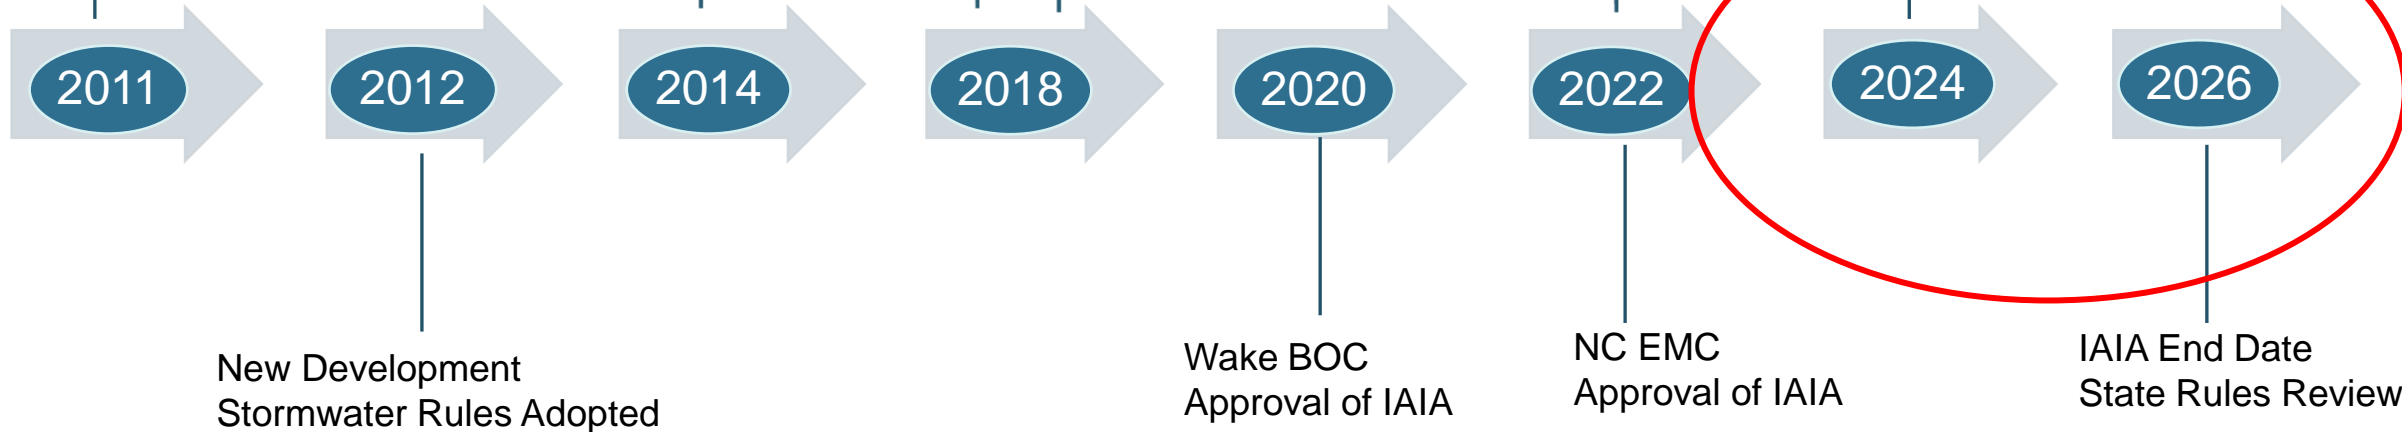 2011
2012
2014
2018
2020
2022
2024
2026
New Development
Stormwater Rules Adopted
Wake BOC
Approval of IAIA
NC EMC
Approval of IAIA
IAIA End Date
State Rules Review